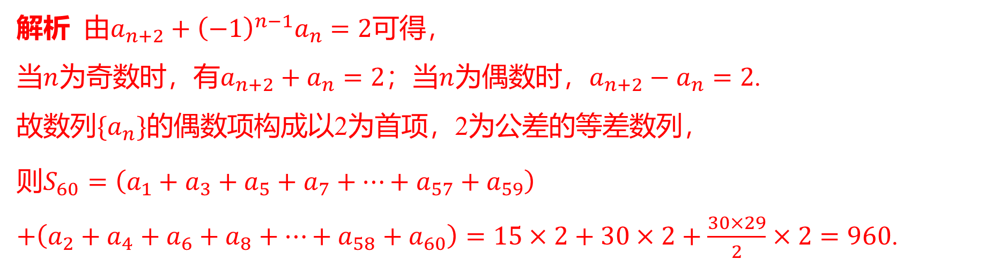 解析 由$a_{n+2}+(-1)^{n-1}a_n=2$可得，
当$n$为奇数时，有$a_{n+2}+a_n=2$；当$n$为偶数时，$a_{n+2}-a_n=2$.
故数列$\{a_n\}$的偶数项构成以2为首项，2为公差的等差数列，
则$S_{60}=(a_1+a_3+a_5+a_7+\cdots+a_{57}+a_{59})$
$+(a_2+a_4+a_6+a_8+\cdots+a_{58}+a_{60})=15\times2+30\times2+\frac{30\times29}{2}\times2=960.$